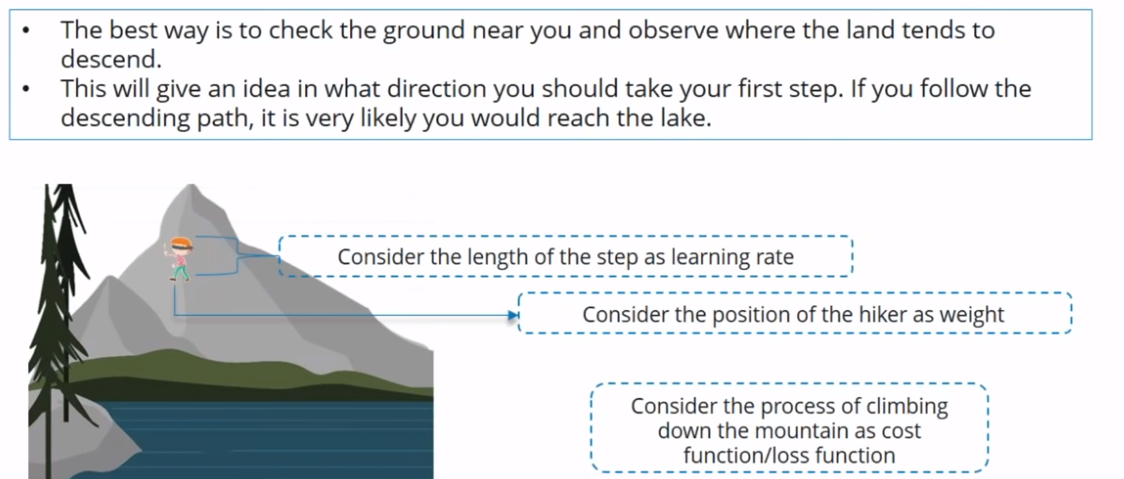 • The best way is to check the ground near you and observe where the land tends to
descend.
• This will give an idea in what direction you should take your first step. If you follow the
descending path, it is very likely you would reach the lake.
Consider the length of the step as learning rate
Consider the position of the hiker as weight
Consider the process of climbing
down the mountain as cost
function/loss function